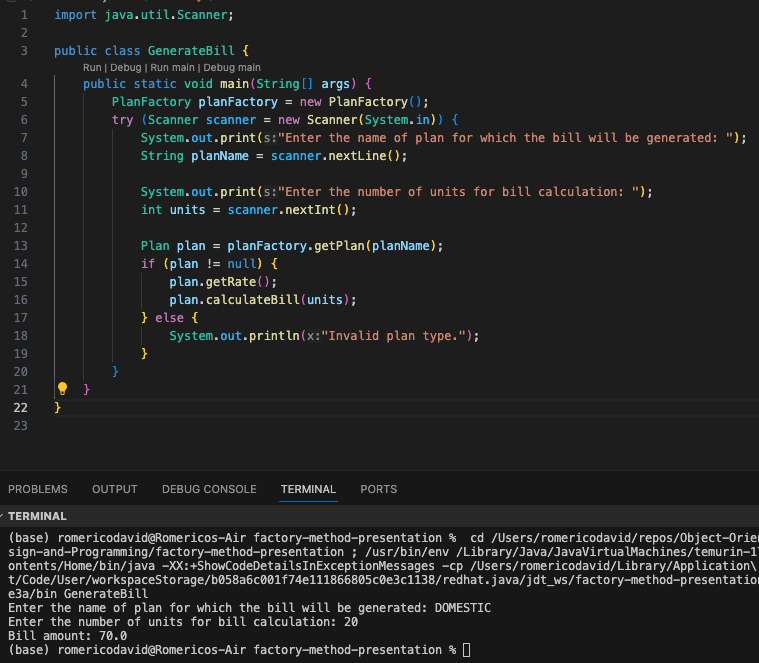 1 import java.util.Scanner;
2
3 public class GenerateBill {
Run | Debug | Run main | Debug main
4 public static void main(String[] args) {
5 PlanFactory planFactory = new PlanFactory();
6 try (Scanner scanner = new Scanner(System.in)) {
7 System.out.print(s:"Enter the name of plan for which the bill will be generated: ");
8 String planName = scanner.nextLine();
9
10 System.out.print(s:"Enter the number of units for bill calculation: ");
11 int units = scanner.nextInt();
12
13 Plan plan = planFactory.getPlan(planName);
14 if (plan != null) {
15 plan.getRate();
16 plan.calculateBill(units);
17 } else {
18 System.out.println(x:"Invalid plan type.");
19 }
20 }
21 }
22 }
23
PROBLEMS OUTPUT DEBUG CONSOLE TERMINAL PORTS
TERMINAL
(base) romericodavid@Romericos-Air factory-method-presentation % cd /Users/romericodavid/repos/Object-Orie
sign-and-Programming/factory-method-presentation ; /usr/bin/env /Library/Java/JavaVirtualMachines/temurin-1
ontents/Home/bin/java -XX:+ShowCodeDetailsInExceptionMessages -cp /Users/romericodavid/Library/Application\
t/Code/User/workspaceStorage/b058a6c001f74e111866805c0e3c1138/redhat.java/jdt_ws/factory-method-presentatio
e3a/bin GenerateBill
Enter the name of plan for which the bill will be generated: DOMESTIC
Enter the number of units for bill calculation: 20
Bill amount: 70.0
(base) romericodavid@Romericos-Air factory-method-presentation %